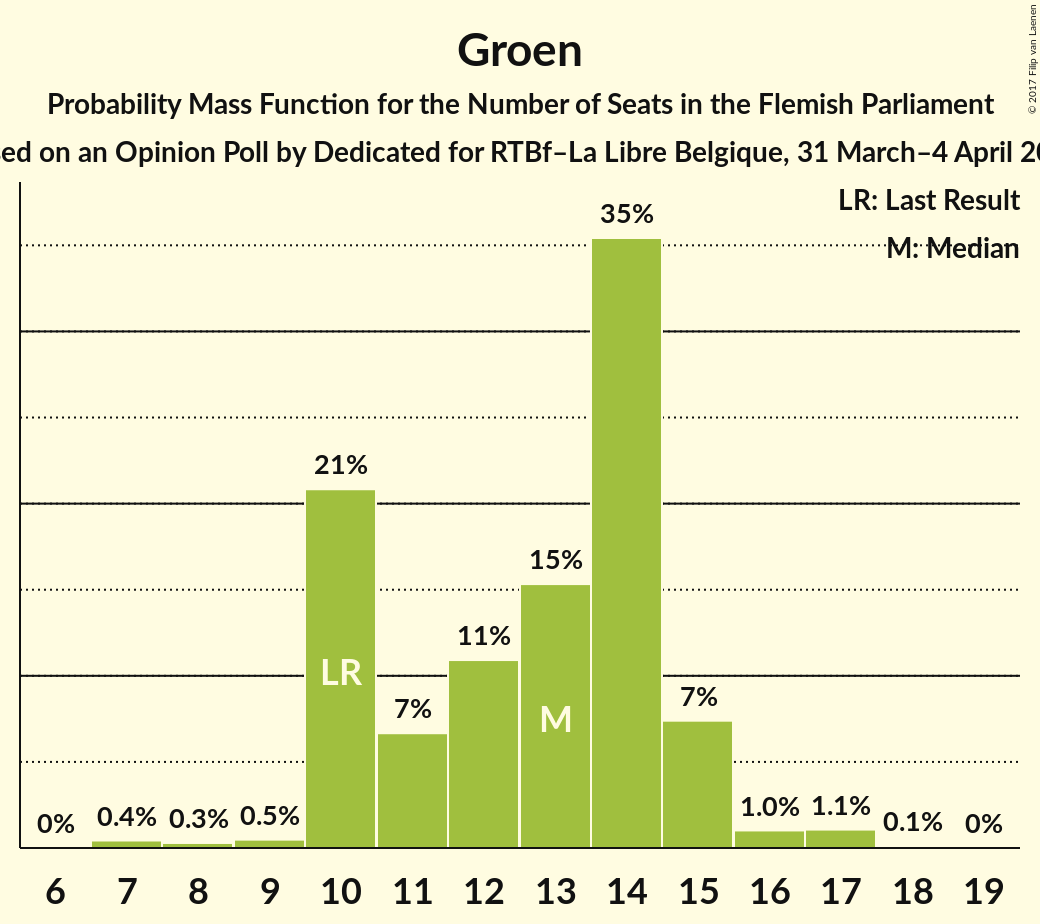 Groen
Probability Mass Function for the Number of Seats in the Flemish Parliament
on an Opinion Poll by Dedicated for RTBf–La Libre Belgique, 31 March–4 April
© 2017 Filip van Laenen
LR: Last Result
M: Median
35%
21%
15%
11%
7%
7%
0%
0.4%
0.3%
0.5%
1.0%
1.1%
0.1%
0%
LR
M
6 7 8 9 10 11 12 13 14 15 16 17 18 19